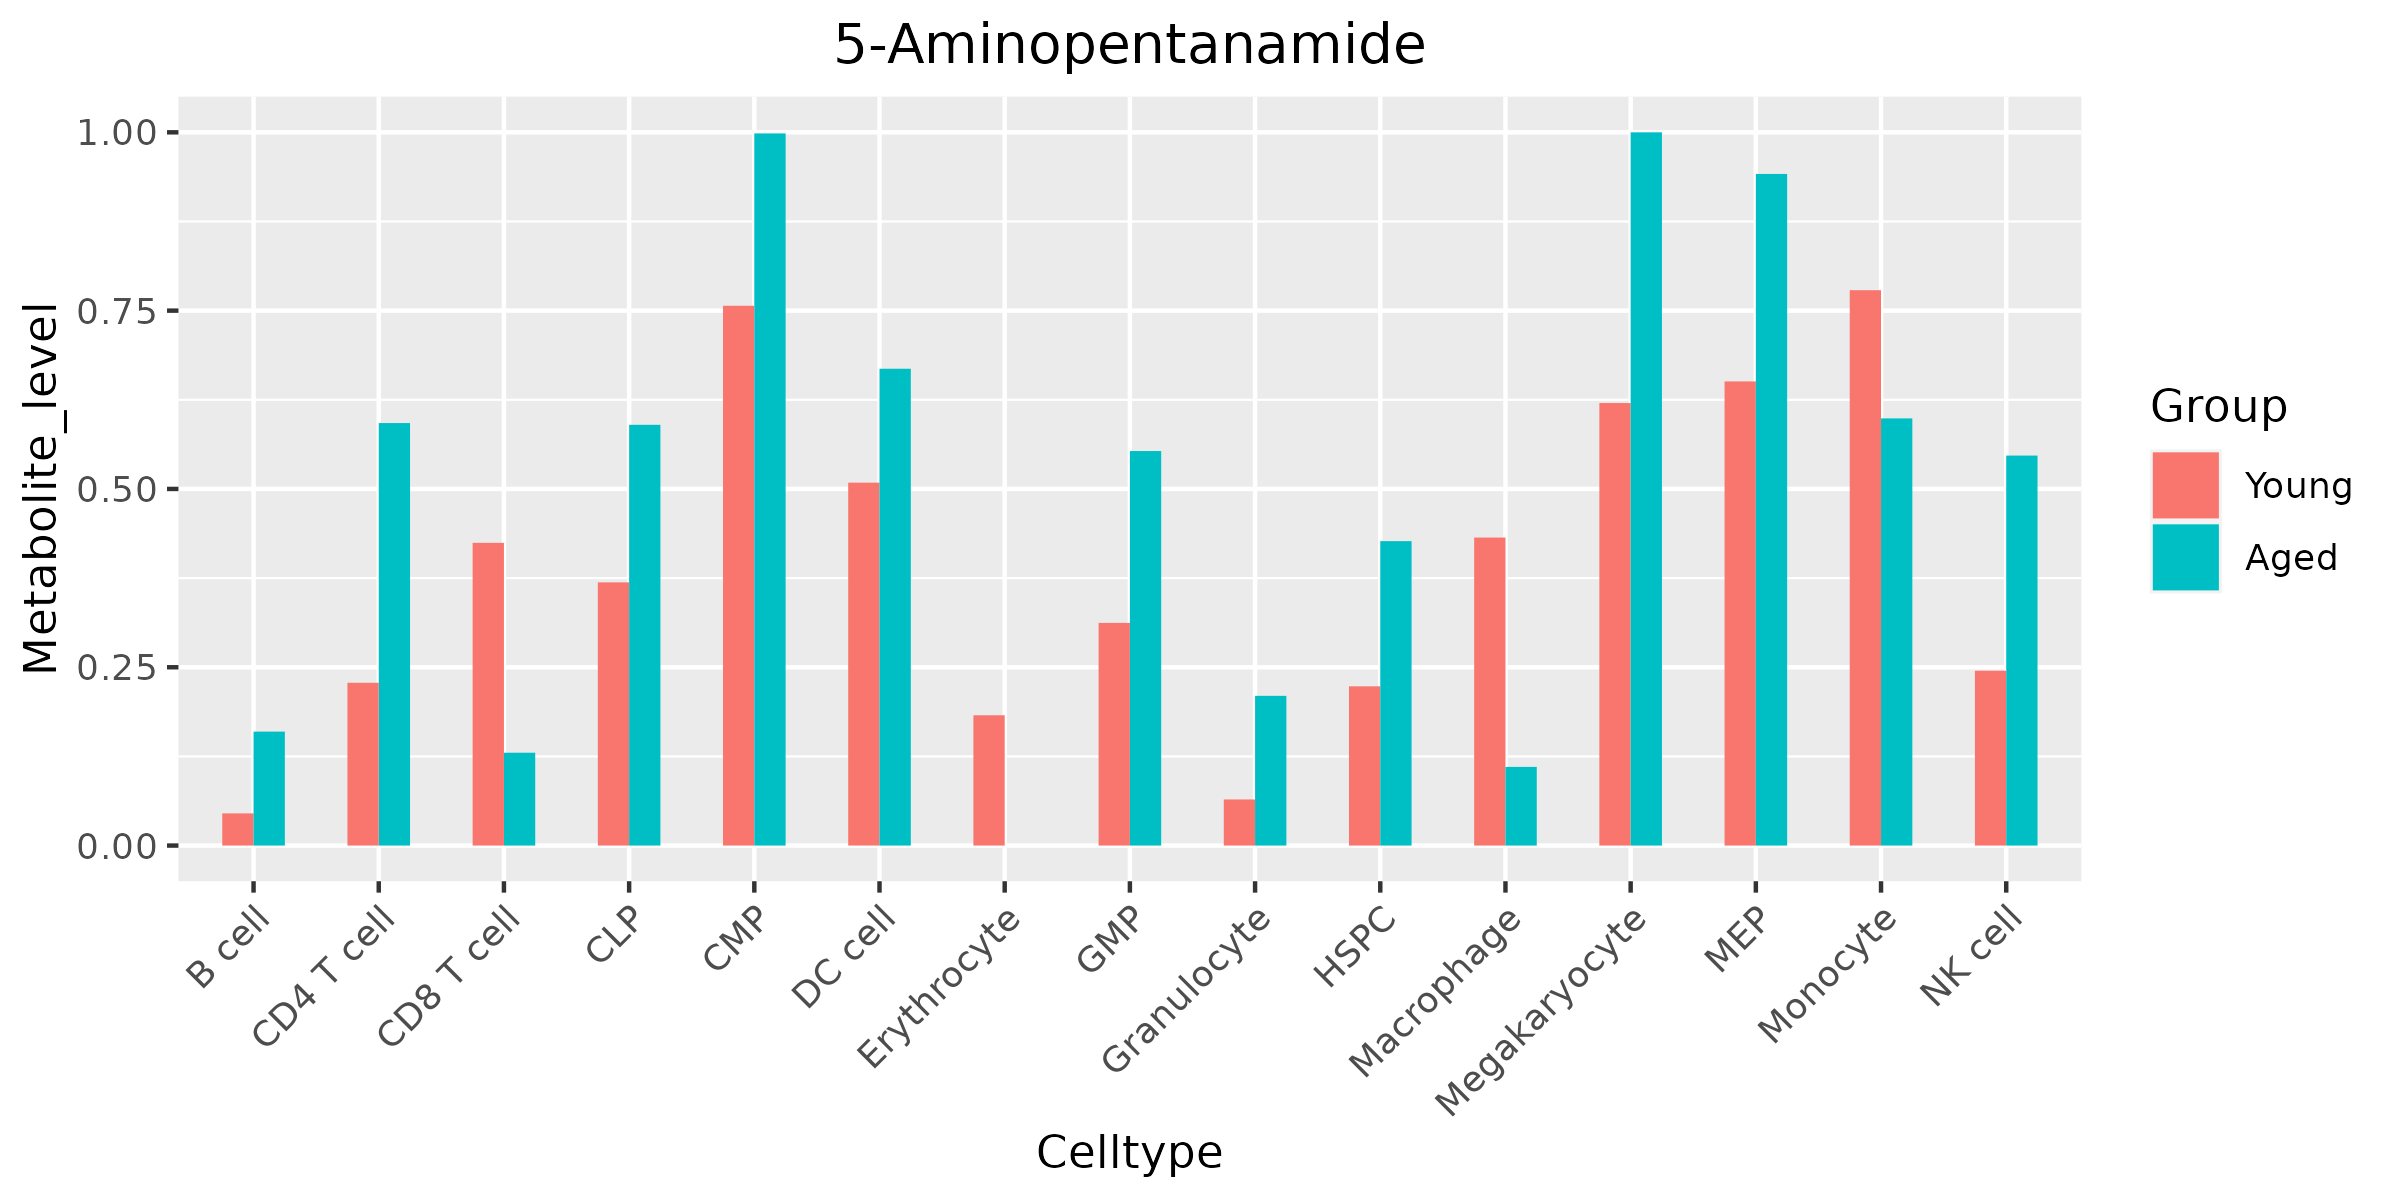 5-Aminopentanamide
Metabolite_level
1.00
0.75
0.50
0.25
0.00
B cell
CD4 T cell
CD8 T cell
CLP
CMP
DC cell
Erythrocyte
GMP
Granulocyte
HSPC
Macrophage
Megakaryocyte
MEP
Monocyte
NK cell
Celltype
Group
Young
Aged